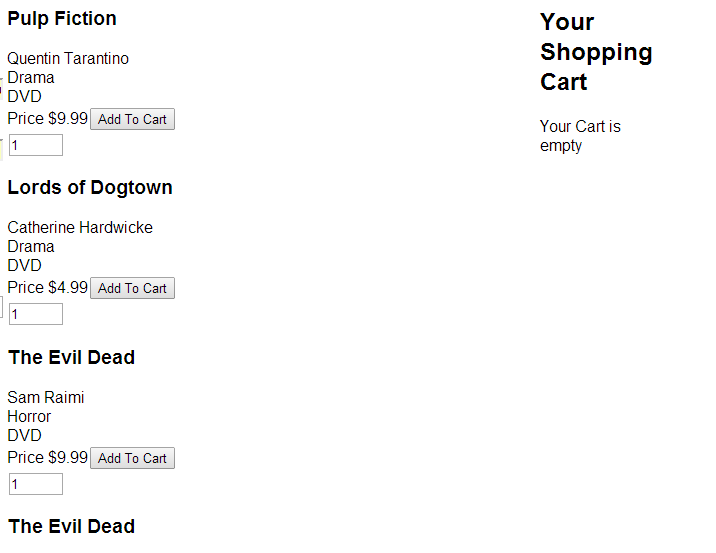 Pulp Fiction
Quentin Tarantino
Drama
DVD
Price $9.99 Add To Cart
1
Lords of Dogtown
Catherine Hardwicke
Drama
DVD
Price $4.99 Add To Cart
1
The Evil Dead
Sam Raimi
Horror
DVD
Price $9.99 Add To Cart
1
The Evil Dead
Your
Shopping
Cart
Your Cart is
empty